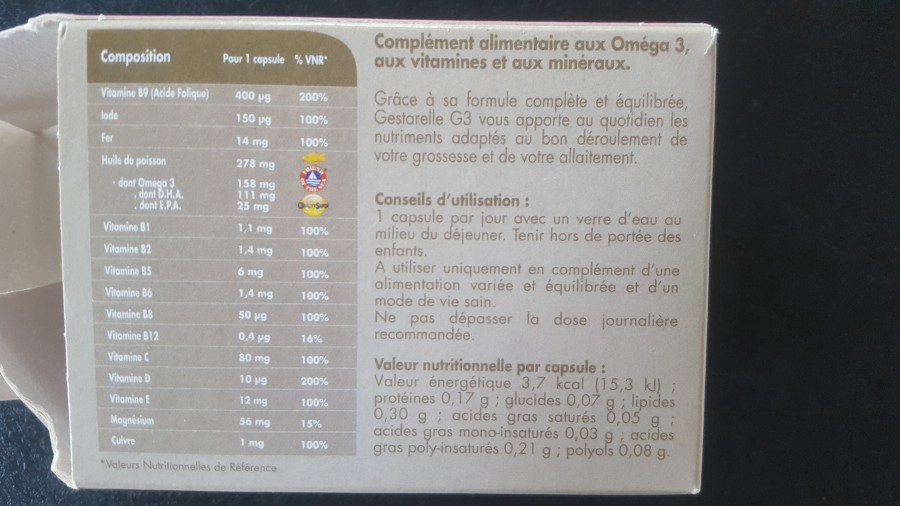 Composition Pour 1 capsule % VNR*
Vitamine B9 (Acide Folique) 400 µg 200%
Iode 150 µg 100%
Fer 14 mg 100%
Huile de poisson 278 mg
- dont Oméga 3 158 mg
. dont D.H.A. 111 mg
. dont E.P.A. 25 mg
Vitamine B1 1,1 mg 100%
Vitamine B2 1,4 mg 100%
Vitamine B5 6 mg 100%
Vitamine B6 1,4 mg 100%
Vitamine B8 50 µg 100%
Vitamine B12 0,4 µg 16%
Vitamine C 80 mg 100%
Vitamine D 10 µg 200%
Vitamine E 12 mg 100%
Magnésium 56 mg 15%
Cuivre 1 mg 100%
*Valeurs Nutritionnelles de Référence
Complément alimentaire aux Oméga 3,
aux vitamines et aux minéraux.
Grâce à sa formule complète et équilibrée,
Gestarelle G3 vous apporte au quotidien les
nutriments adaptés au bon déroulement de
votre grossesse et de votre allaitement.
Conseils d'utilisation :
1 capsule par jour avec un verre d'eau au
milieu du déjeuner. Tenir hors de portée des
enfants.
A utiliser uniquement en complément d'une
alimentation variée et équilibrée et d'un
mode de vie sain.
Ne pas dépasser la dose journalière
recommandée.
Valeur nutritionnelle par capsule :
Valeur énergétique 3,7 kcal (15,3 kJ) ;
protéines 0,17 g ; glucides 0,07 g ; lipides
0,30 g ; acides gras saturés 0,05 g ;
acides gras mono-insaturés 0,03 g ; acides
gras poly-insaturés 0,21 g ; polyols 0,08 g.